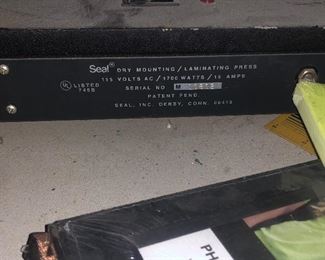 Seal® DRY MOUNTING/LAMINATING PRESS
115 VOLTS AC/1700 WATTS/15 AMPS
UL LISTED
SERIAL NO M
PATENT PEND.
SEAL, INC. DERBY, CONN. 06418
PH